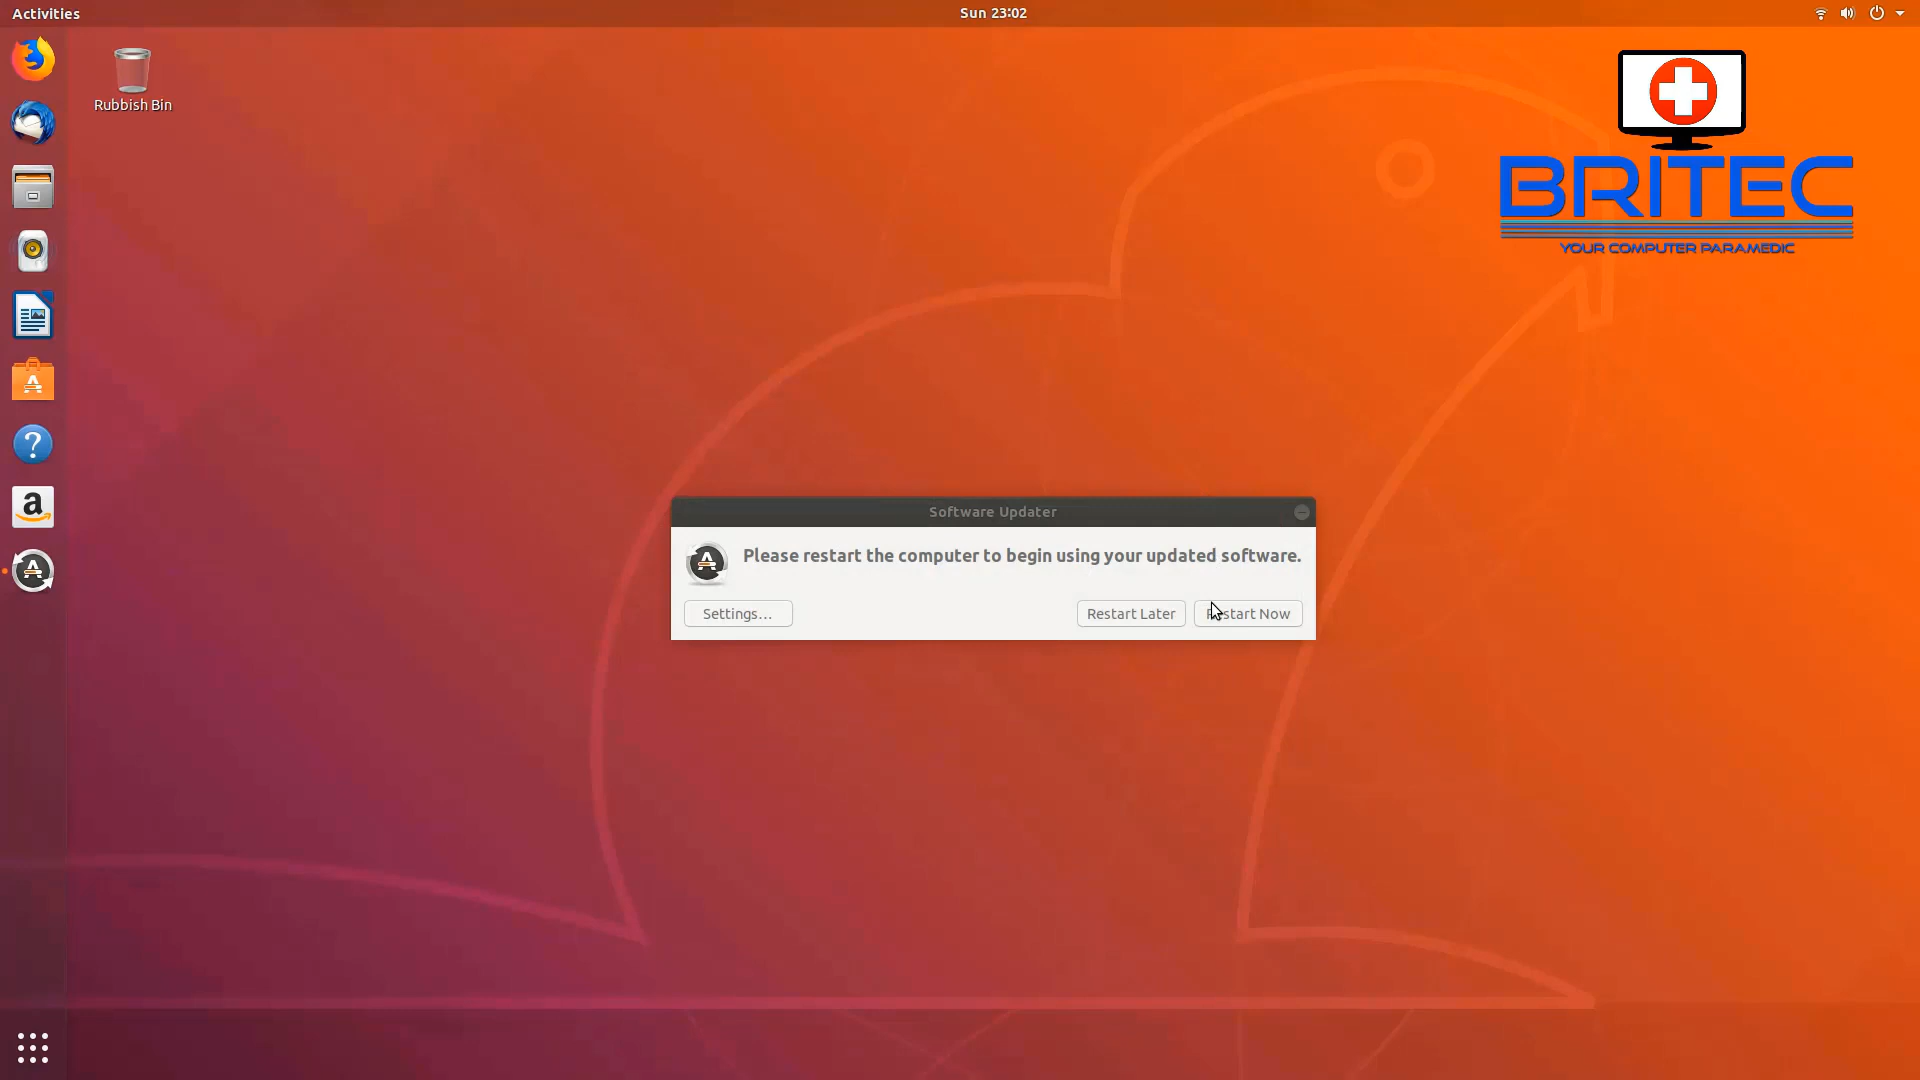 Activities
Sun 23:02
Rubbish Bin
BRITEC
YOUR COMPUTER PARAMEDIC
a
Software Updater
Please restart the computer to begin using your updated software.
Settings...
Restart Later
Restart Now